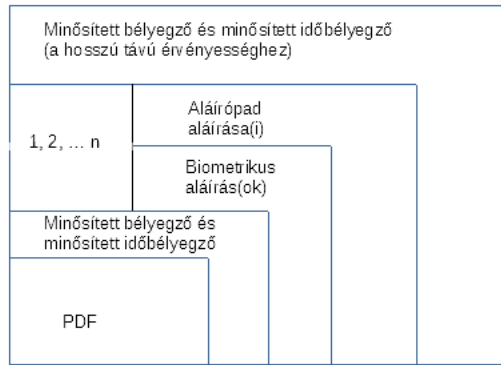 Minősített bélyegző és minősített időbélyegző
(a hosszú távú érvényességhez)
1, 2, … n
Aláírópad
aláírása(i)
Biometrikus
aláírás(ok)
Minősített bélyegző és
minősített időbélyegző
PDF